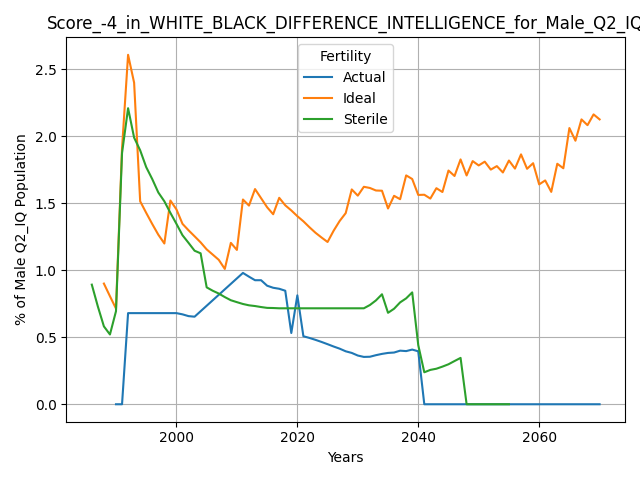 Score_-4_in_WHITE_BLACK_DIFFERENCE_INTELLIGENCE_for_Male_Q2_IQ
Fertility
Actual
Ideal
Sterile
% of Male Q2_IQ Population
2.5
2.0
1.5
1.0
0.5
0.0
2000 2020 2040 2060
Years